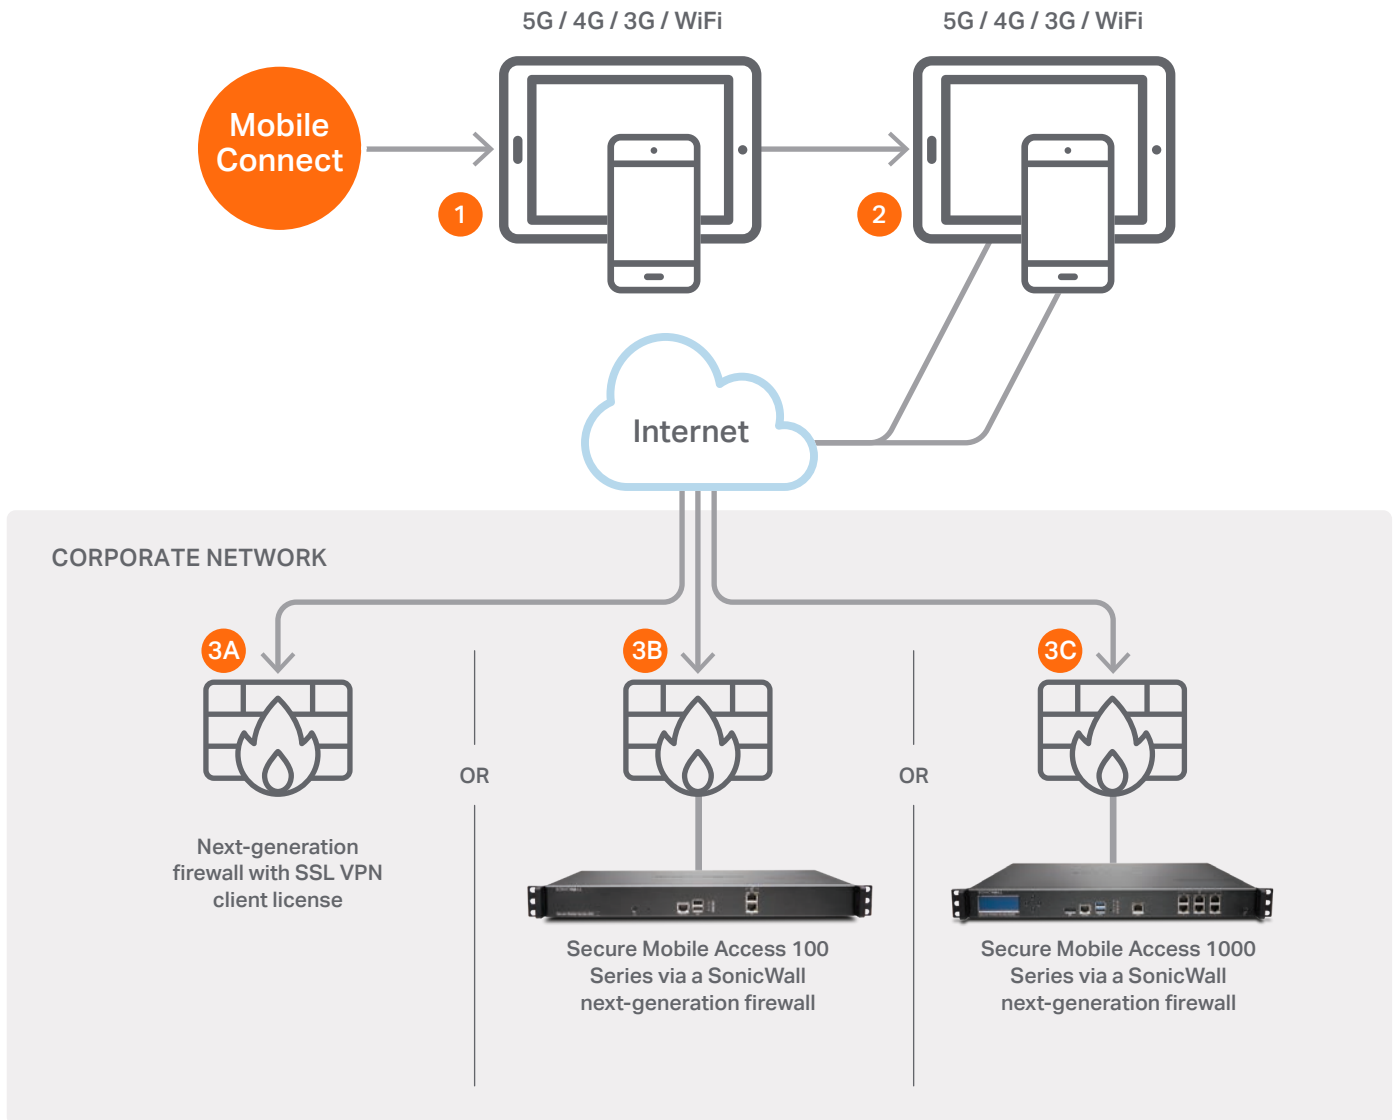 5G / 4G / 3G / WiFi
5G / 4G / 3G / WiFi
Mobile
Connect
1
2
Internet
CORPORATE NETWORK
3A
3B
3C
OR
OR
Next-generation
firewall with SSL VPN
client license
Secure Mobile Access 100
Series via a SonicWall
next-generation firewall
Secure Mobile Access 1000
Series via a SonicWall
next-generation firewall